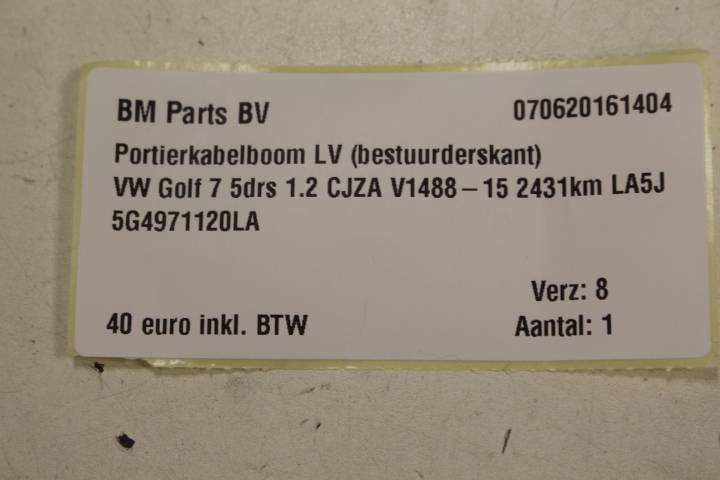 BM Parts BV 070620161404
Portierkabelboom LV (bestuurderskant)
VW Golf 7 5drs 1.2 CJZA V1488-15 2431km LA5J
5G4971120LA
Verz: 8
40 euro inkl. BTW Aantal: 1